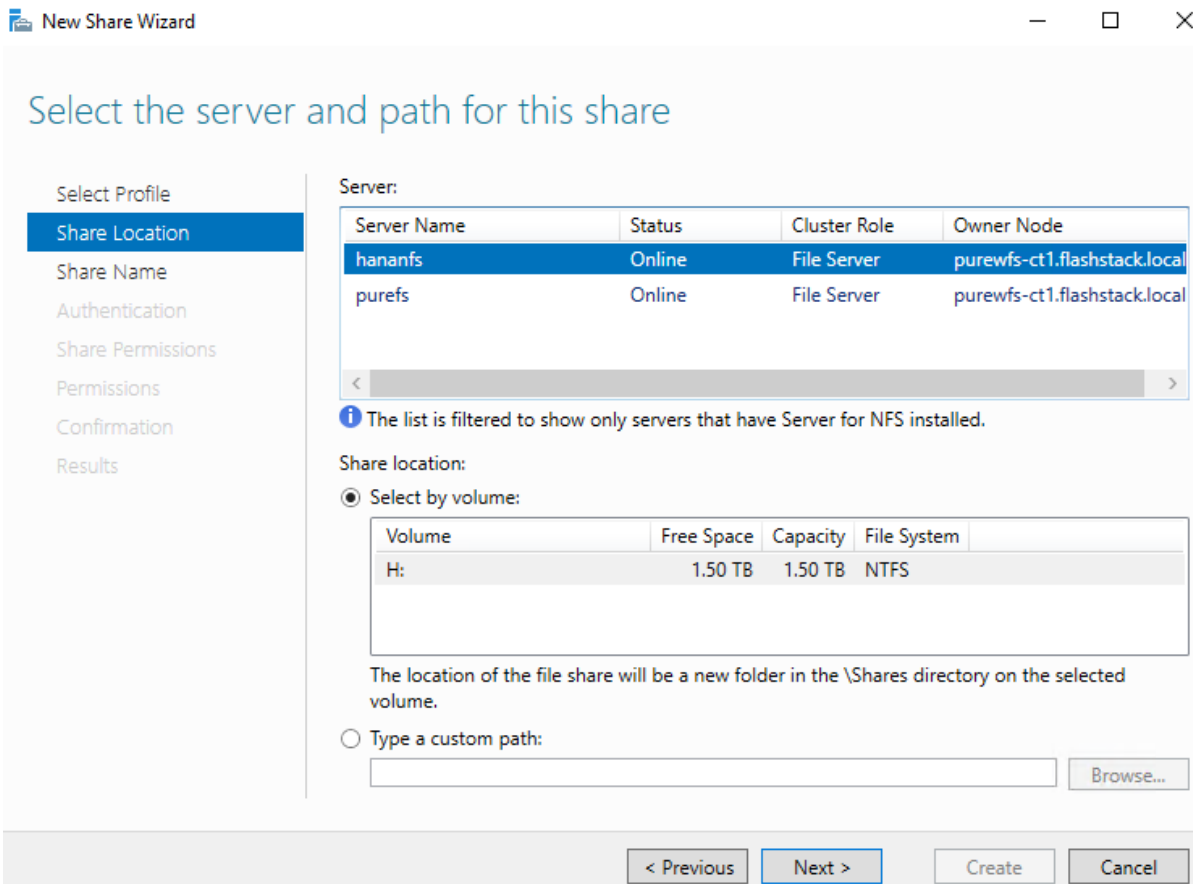 New Share Wizard
Select the server and path for this share
Select Profile
Share Location
Share Name
Authentication
Share Permissions
Permissions
Confirmation
Results
Server:
Server Name Status Cluster Role Owner Node
hananfs Online File Server purewfs-ct1.flashstack.local
purefs Online File Server purewfs-ct1.flashstack.local
The list is filtered to show only servers that have Server for NFS installed.
Share location:
Select by volume:
Volume Free Space Capacity File System
H: 1.50 TB 1.50 TB NTFS
The location of the file share will be a new folder in the \Shares directory on the selected
volume.
Type a custom path:
Browse...
< Previous Next > Create Cancel